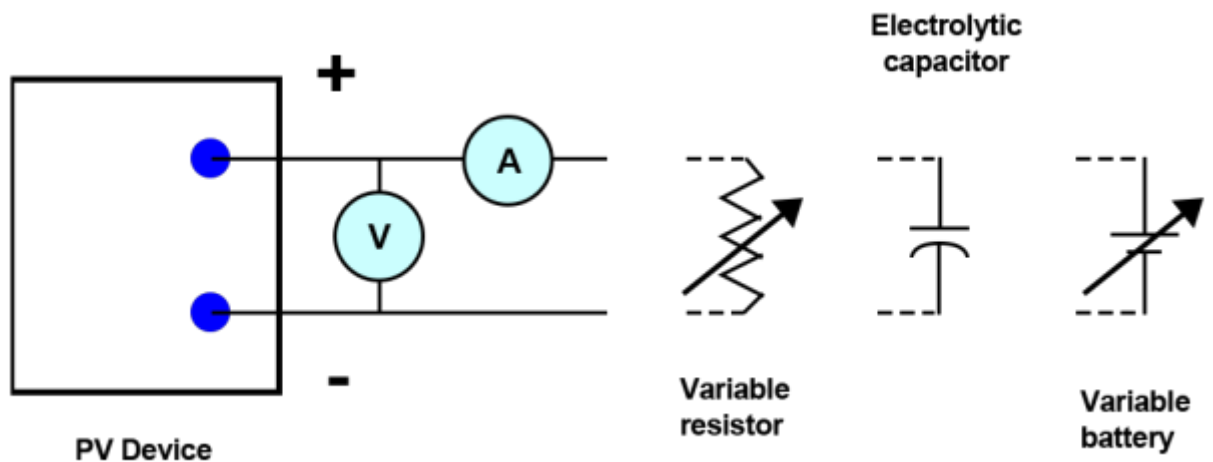 Electrolytic
capacitor
+
A
V
-
Variable
resistor
Variable
battery
PV Device